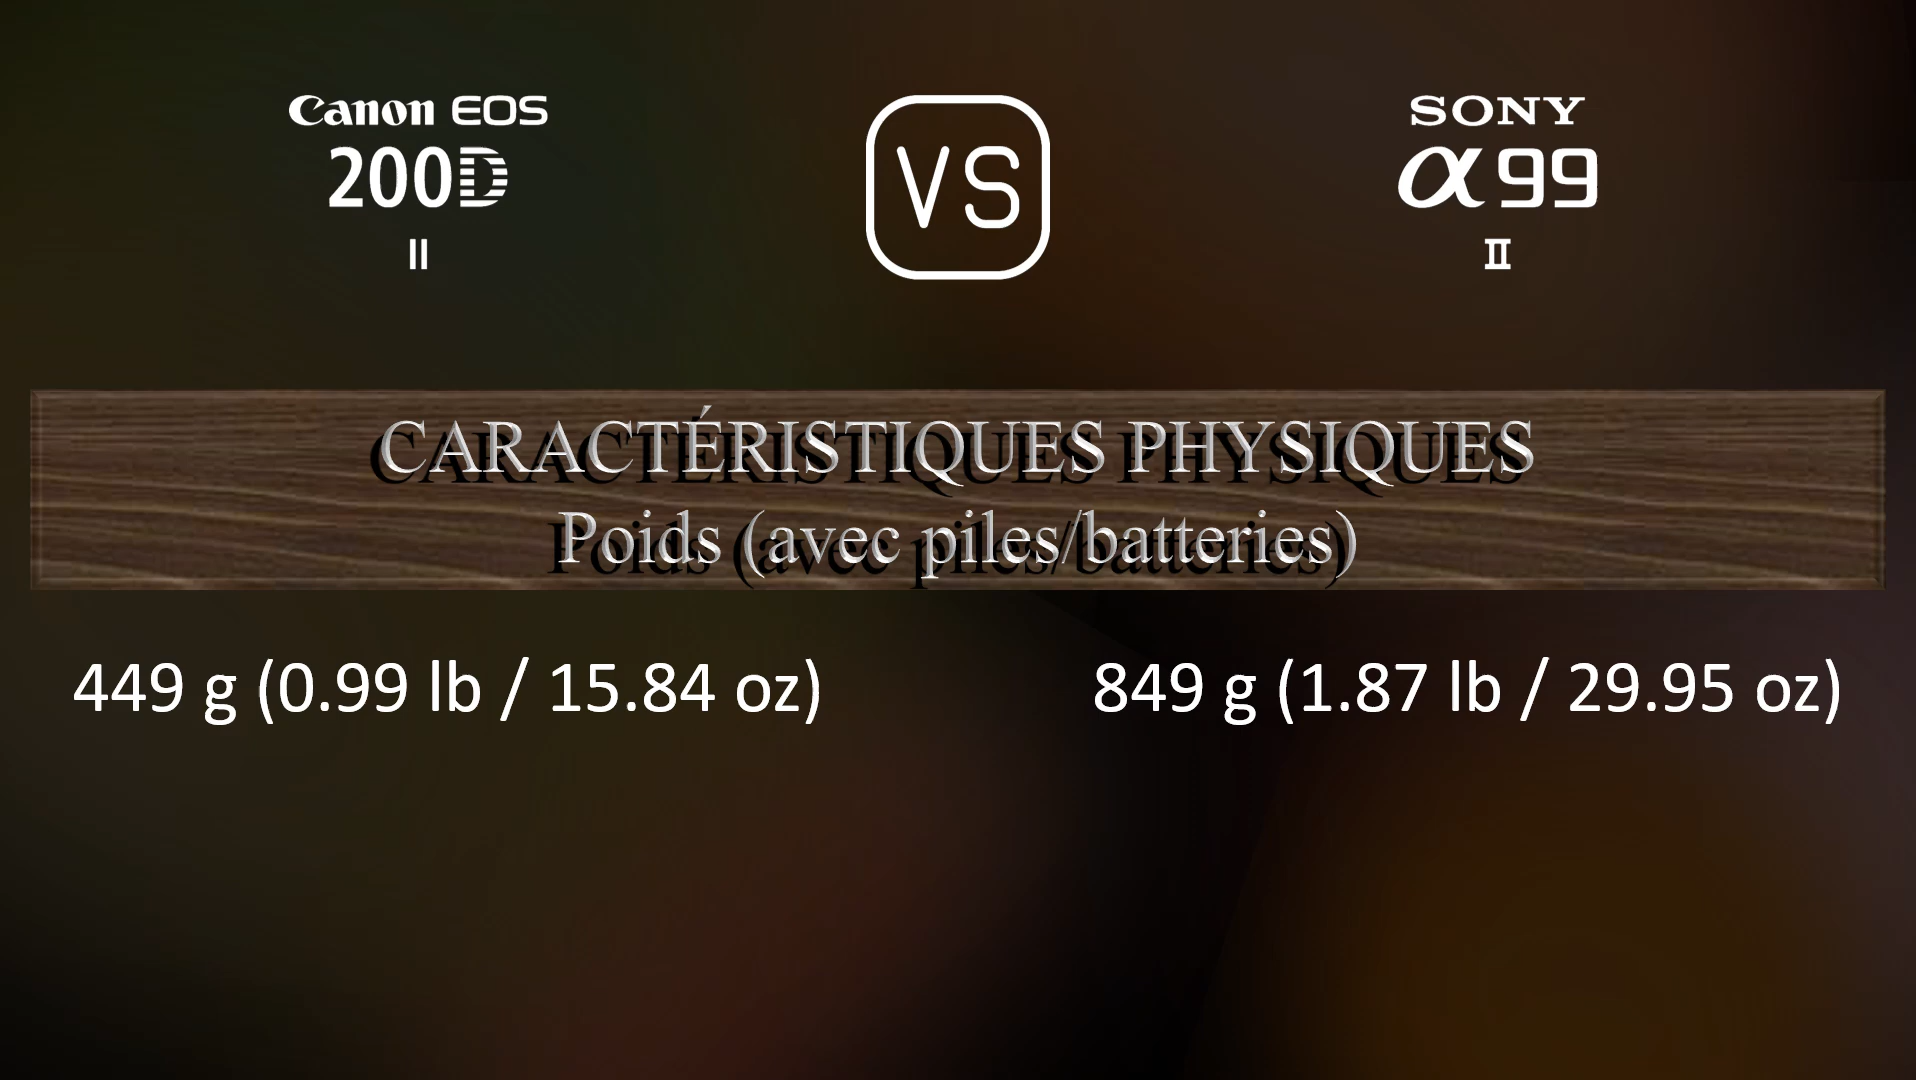 Canon EOS
200D
II
VS
SONY
α99
II
CARACTÉRISTIQUES PHYSIQUES
Poids (avec piles/batteries)
449 g (0.99 lb / 15.84 oz)
849 g (1.87 lb / 29.95 oz)